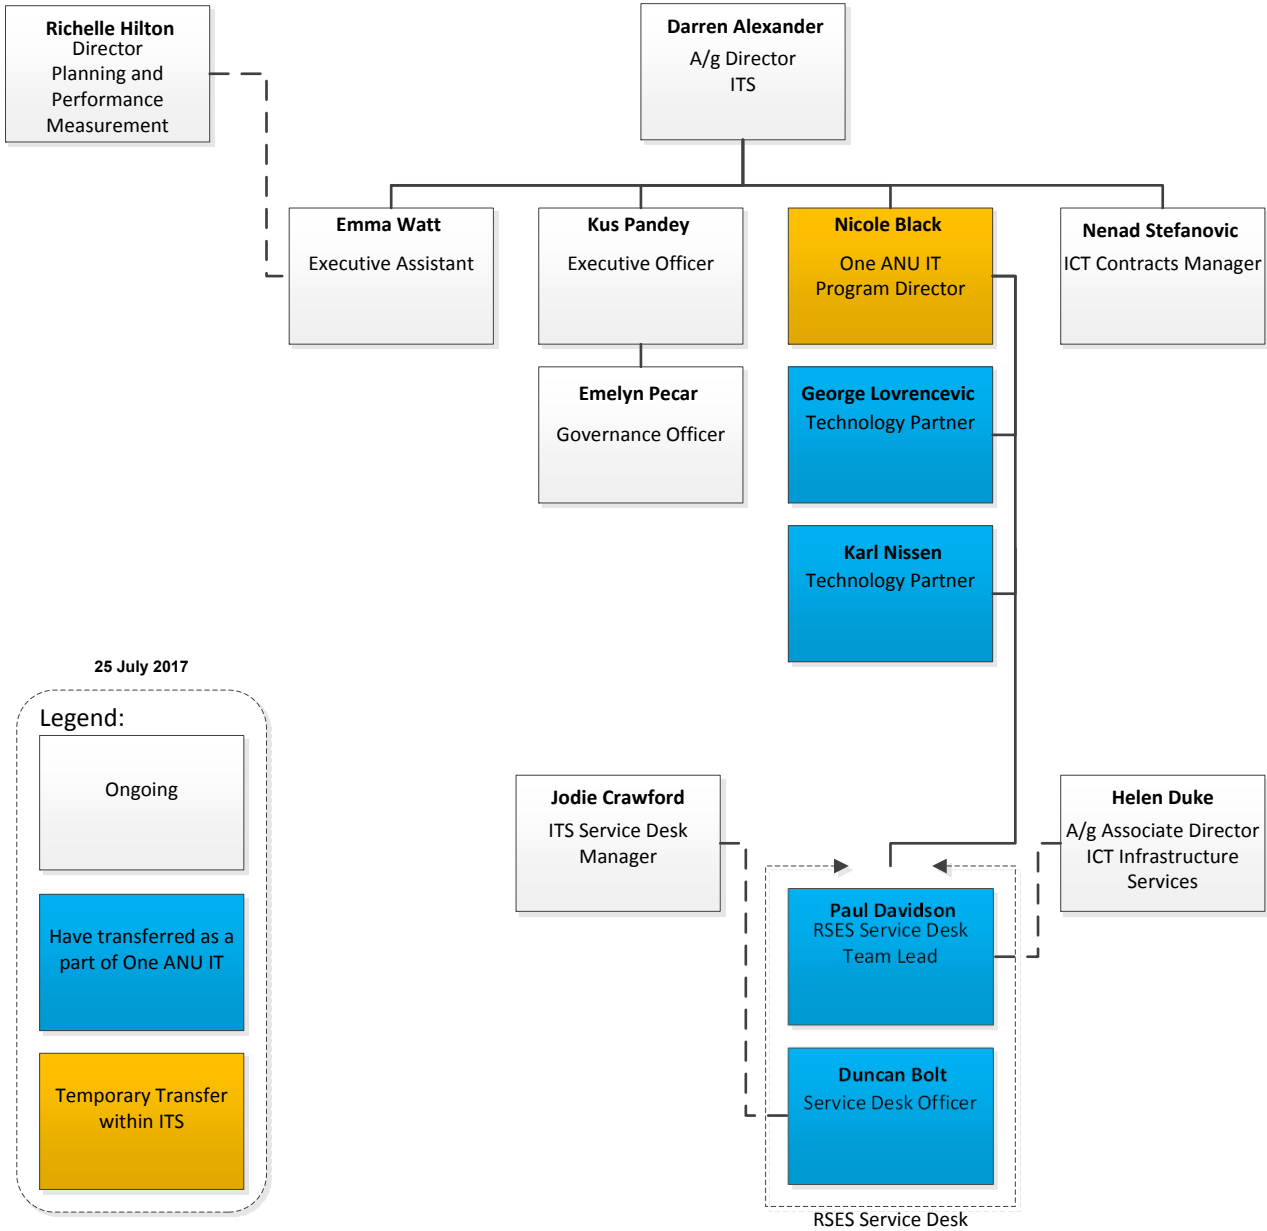 Richelle Hilton
Director
Planning and
Performance
Measurement
Darren Alexander
A/g Director
ITS
Emma Watt
Executive Assistant
Kus Pandey
Executive Officer
Nicole Black
One ANU IT
Program Director
Nenad Stefanovic
ICT Contracts Manager
Emelyn Pecar
Governance Officer
George Lovrencevic
Technology Partner
Karl Nissen
Technology Partner
25 July 2017
Legend:
Ongoing
Have transferred as a
part of One ANU IT
Temporary Transfer
within ITS
Jodie Crawford
ITS Service Desk
Manager
Helen Duke
A/g Associate Director
ICT Infrastructure
Services
Paul Davidson
RSES Service Desk
Team Lead
Duncan Bolt
Service Desk Officer
RSES Service Desk